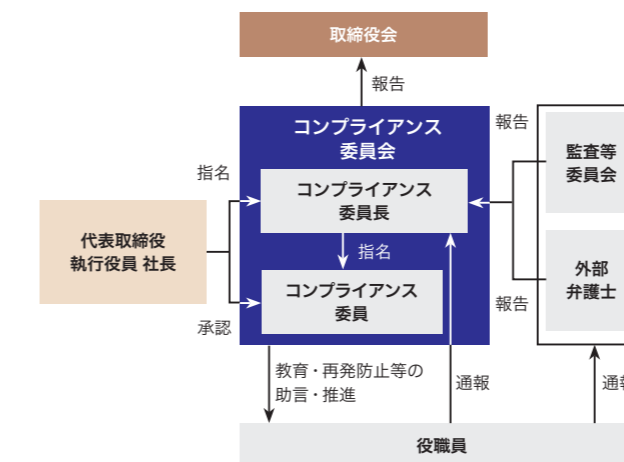 取締役会
報告
コンプライアンス
委員会
報告
監査等
委員会
指名
コンプライアンス
委員長
代表取締役
執行役員 社長
指名
外部
弁護士
コンプライアンス
委員
報告
承認
教育・再発防止等の
助言・推進
通報
通報
役職員